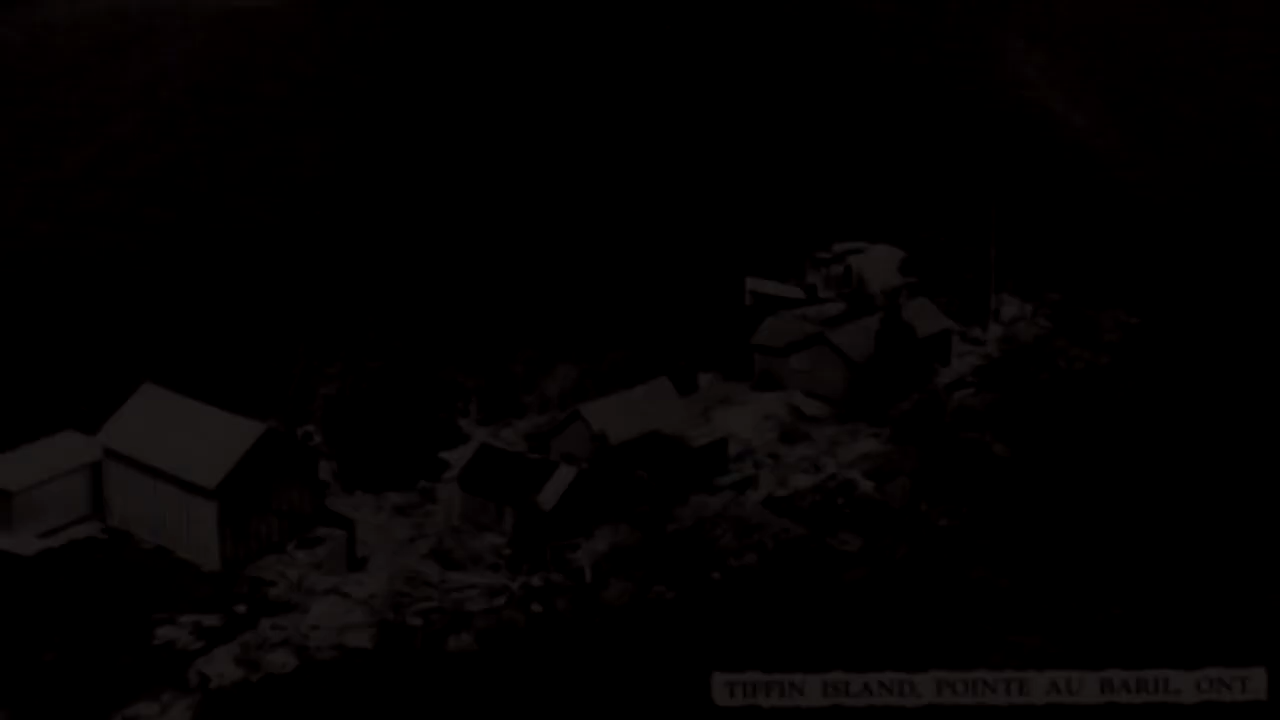 TIFFIN ISLAND, POINTE AU BARIL, ONT.